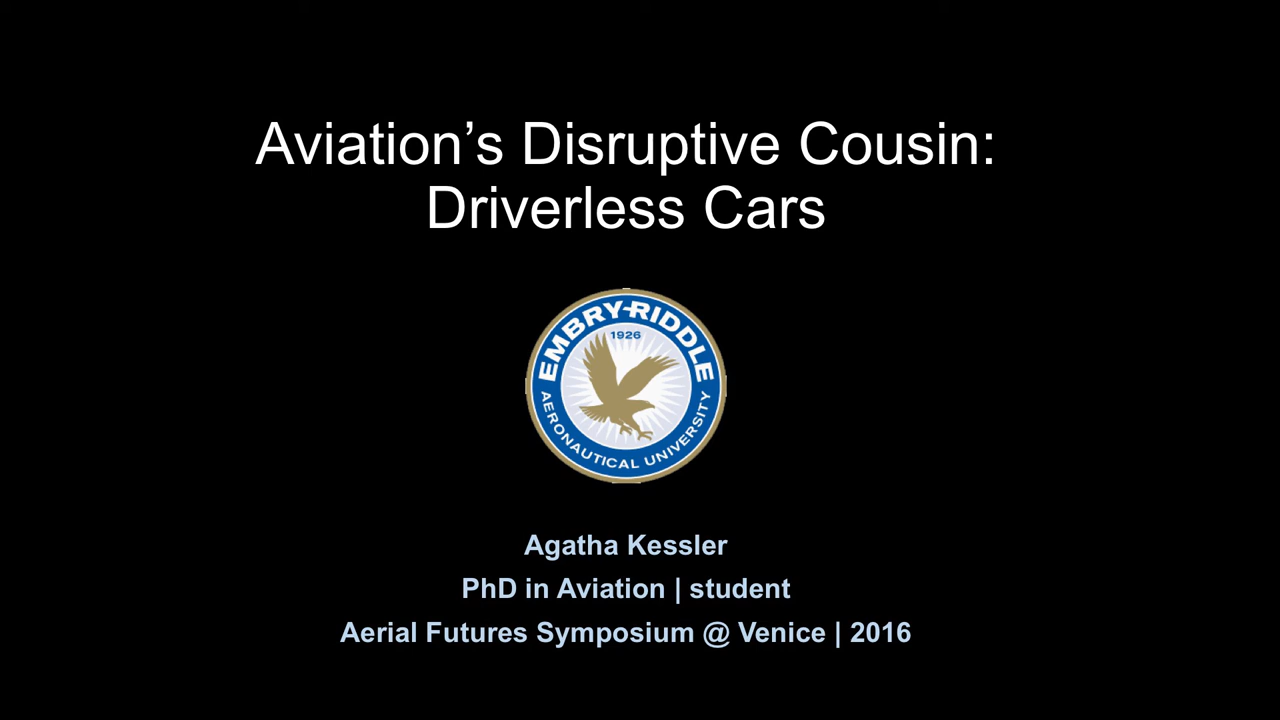 Aviation’s Disruptive Cousin:
Driverless Cars
EMBRY-RIDDLE
1926
AERONAUTICAL UNIVERSITY
Agatha Kessler
PhD in Aviation | student
Aerial Futures Symposium @ Venice | 2016